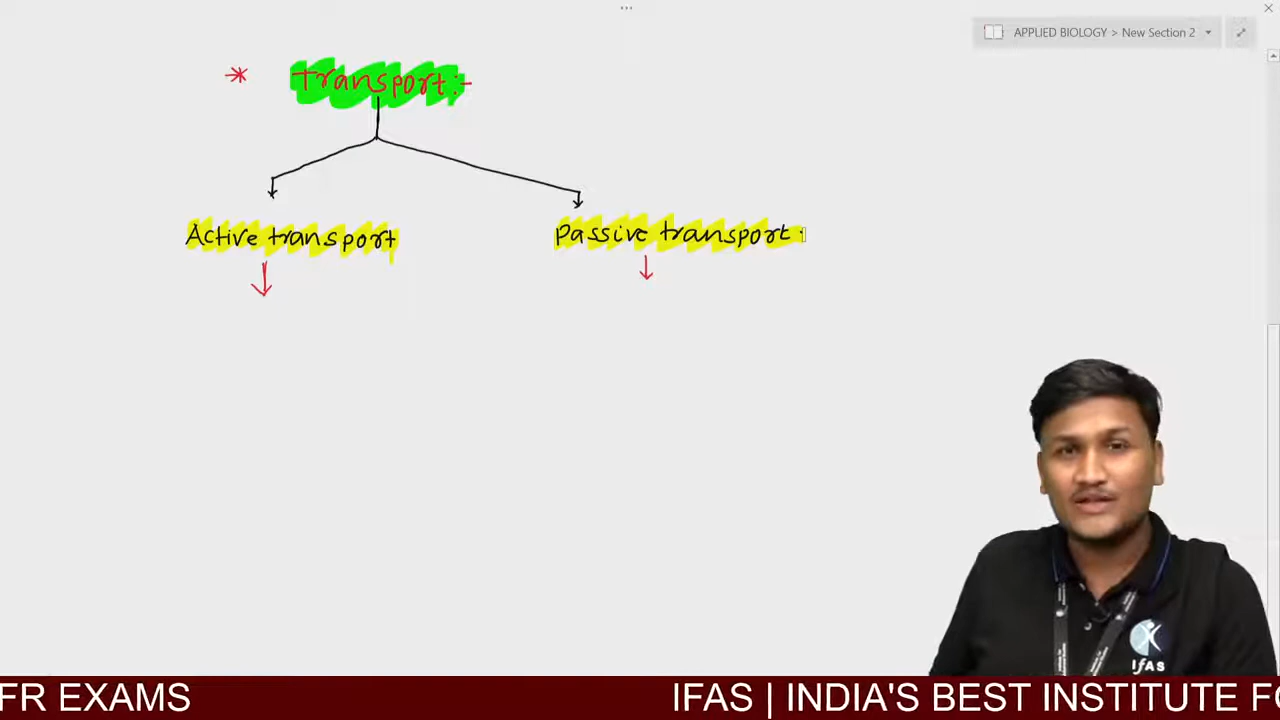 APPLIED BIOLOGY > New Section 2
* Transport:-
Active transport
Passive transport:
IFAS
FR EXAMS
IFAS | INDIA'S BEST INSTITUTE FO